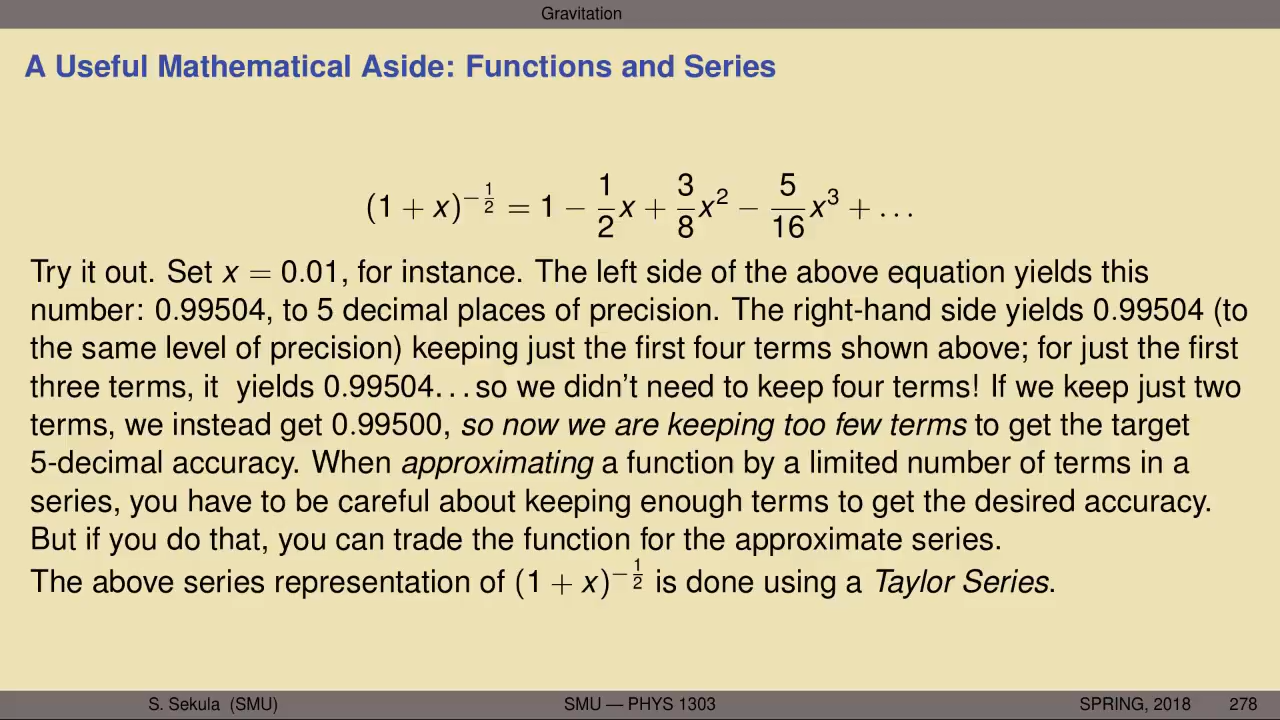 Gravitation
A Useful Mathematical Aside: Functions and Series
(1 + x)^{-\frac{1}{2}} = 1 − \frac{1}{2}x + \frac{3}{8}x^2 − \frac{5}{16}x^3 + …
Try it out. Set x = 0.01, for instance. The left side of the above equation yields this
number: 0.99504, to 5 decimal places of precision. The right-hand side yields 0.99504 (to
the same level of precision) keeping just the first four terms shown above; for just the first
three terms, it yields 0.99504…so we didn't need to keep four terms! If we keep just two
terms, we instead get 0.99500, so now we are keeping too few terms to get the target
5-decimal accuracy. When approximating a function by a limited number of terms in a
series, you have to be careful about keeping enough terms to get the desired accuracy.
But if you do that, you can trade the function for the approximate series.
The above series representation of (1 + x)^{-\frac{1}{2}} is done using a Taylor Series.
S. Sekula (SMU) SMU — PHYS 1303 SPRING, 2018 278